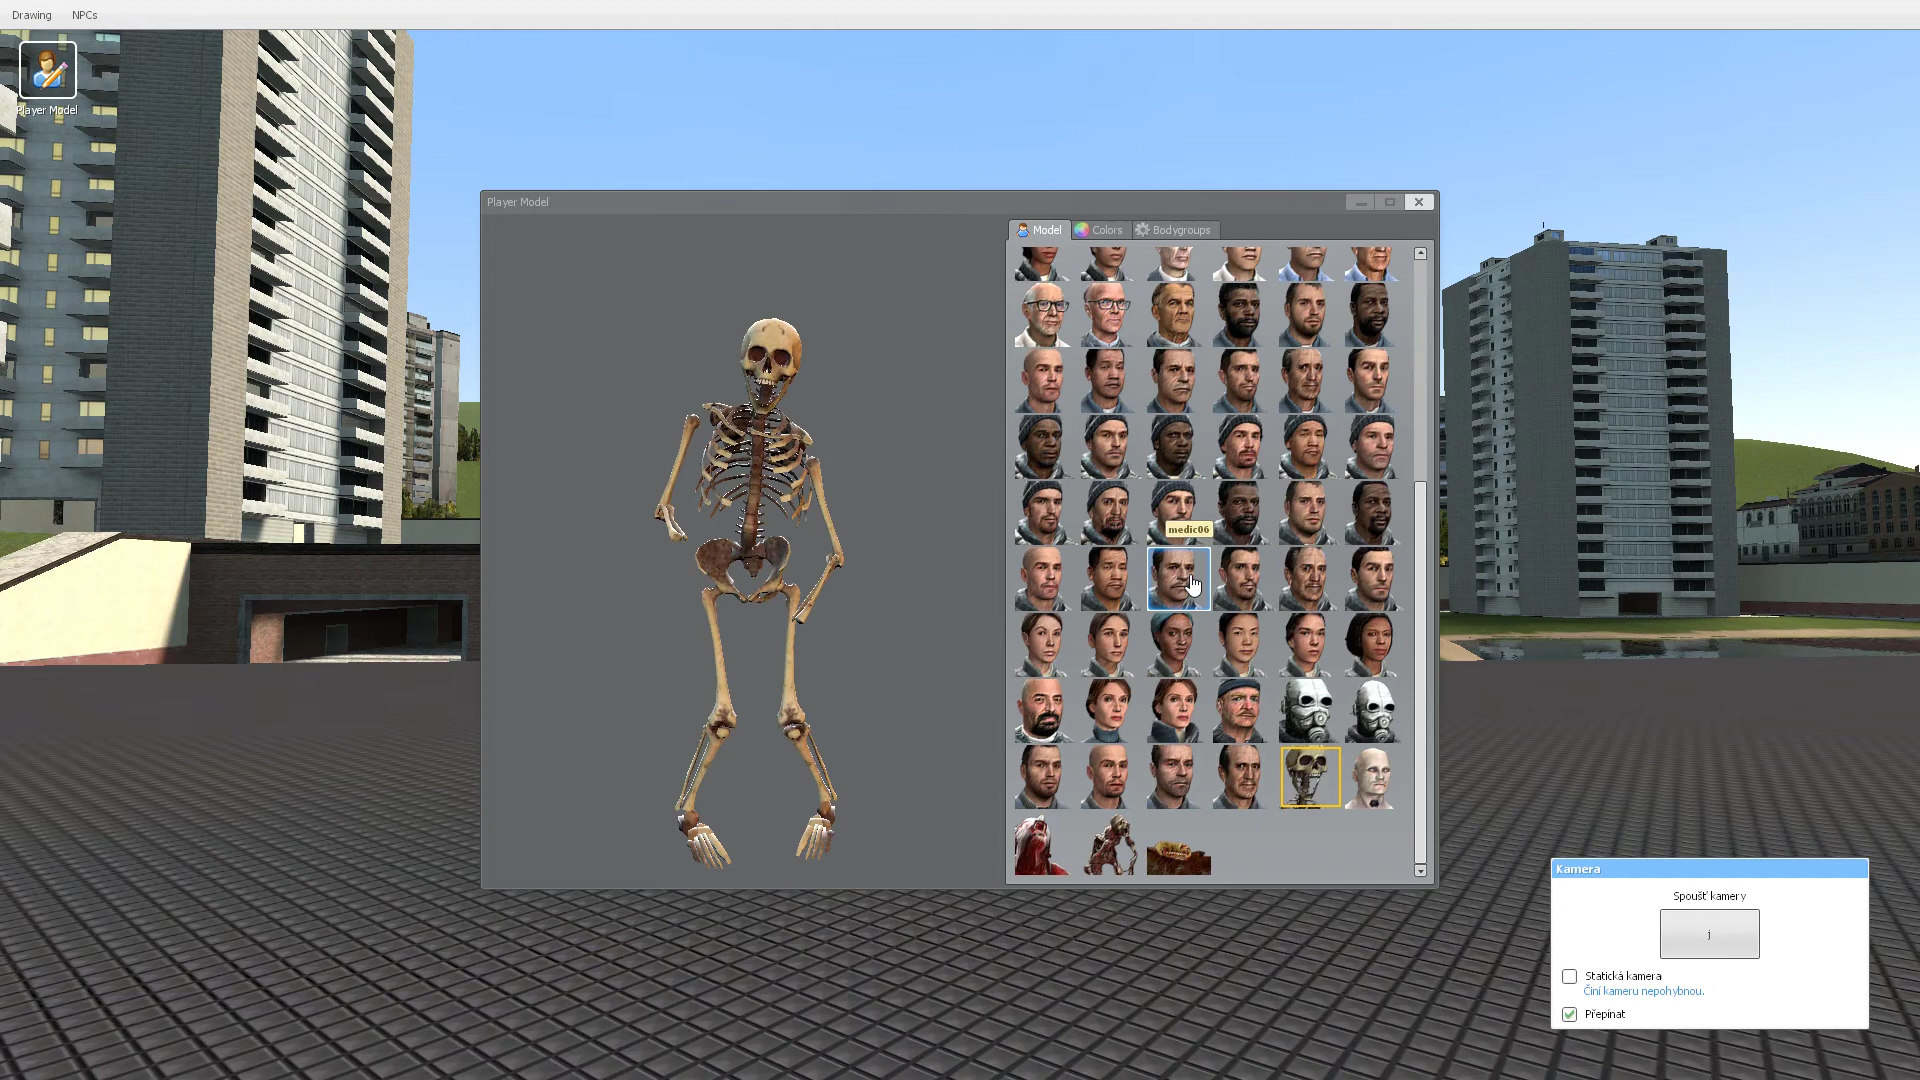 Drawing NPCs
Player Model
Player Model
Model Colors Bodygroups
medic06
Kamera
Spoušť kamery
j
Statická kamera
Činí kameru nepohybnou.
Přepínat